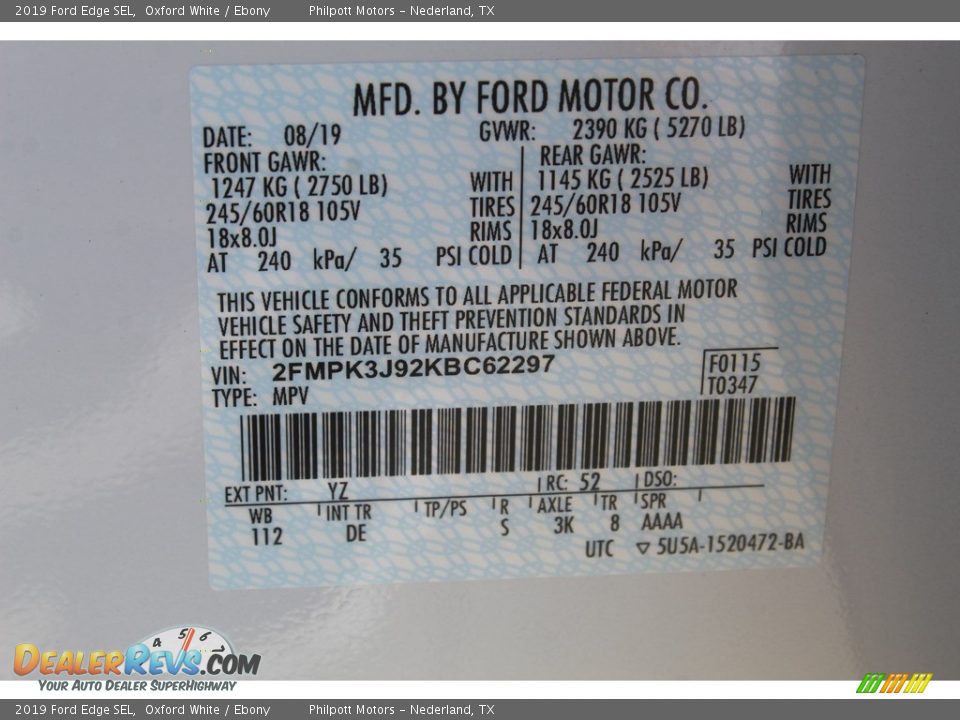 2019 Ford Edge SEL, Oxford White / Ebony Philpott Motors - Nederland, TX
MFD. BY FORD MOTOR CO.
DATE: 08/19 GVWR: 2390 KG ( 5270 LB)
FRONT GAWR: REAR GAWR:
1247 KG ( 2750 LB) WITH 1145 KG ( 2525 LB) WITH
245/60R18 105V TIRES 245/60R18 105V TIRES
18x8.0J RIMS 18x8.0J RIMS
AT 240 kPa/ 35 PSI COLD AT 240 kPa/ 35 PSI COLD
THIS VEHICLE CONFORMS TO ALL APPLICABLE FEDERAL MOTOR
VEHICLE SAFETY AND THEFT PREVENTION STANDARDS IN
EFFECT ON THE DATE OF MANUFACTURE SHOWN ABOVE.
VIN: 2FMPK3J92KBC62297 F0115
TYPE: MPV T0347
EXT PNT: YZ RC: 52 DSO:
WB INT TR TP/PS R AXLE TR SPR
112 DE S 3K 8 AAAA
UTC ▽ 5U5A-1520472-BA
4 5 6 7
DEALERREVS.COM
YOUR AUTO DEALER SUPERHIGHWAY
2019 Ford Edge SEL, Oxford White / Ebony Philpott Motors - Nederland, TX